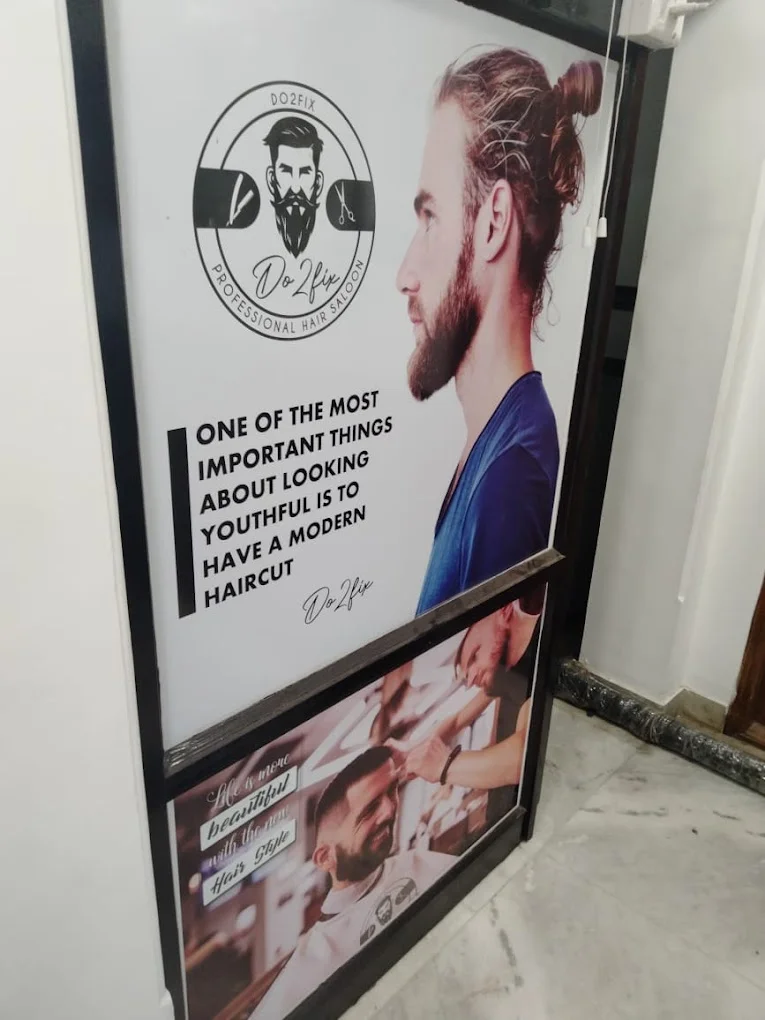 DO2FIX
Do2fix
PROFESSIONAL HAIR SALOON
ONE OF THE MOST
IMPORTANT THINGS
ABOUT LOOKING
YOUTHFUL IS TO
HAVE A MODERN
HAIRCUT
Do2fix
Life is more
beautiful
with the new
Hair Style